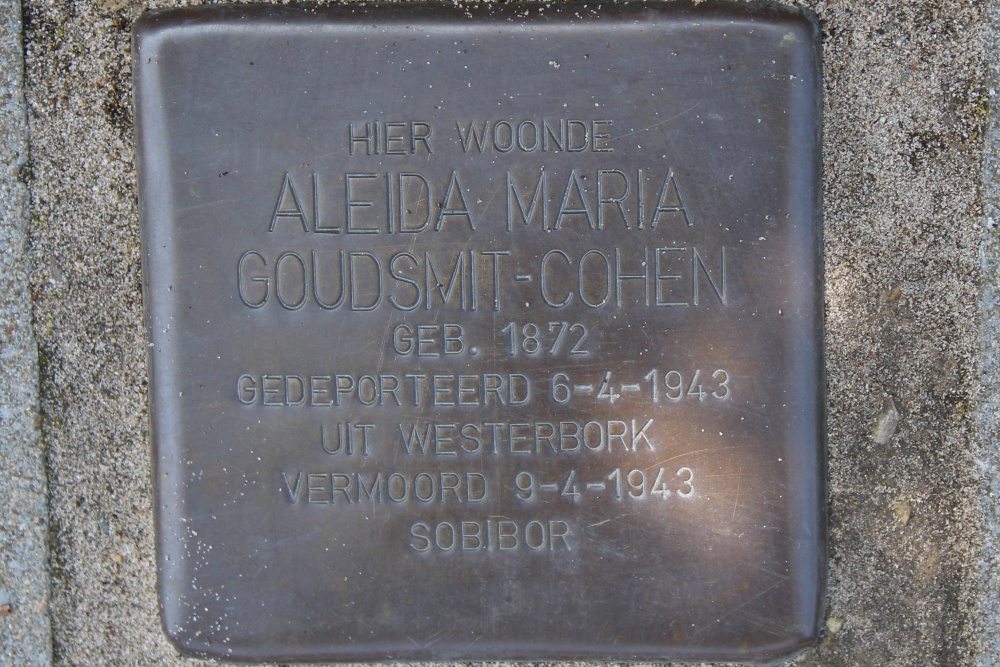 HIER WOONDE
ALEIDA MARIA
GOUDSMIT-COHEN
GEB. 1872
GEDEPORTEERD 6-4-1943
UIT WESTERBORK
VERMOORD 9-4-1943
SOBIBOR